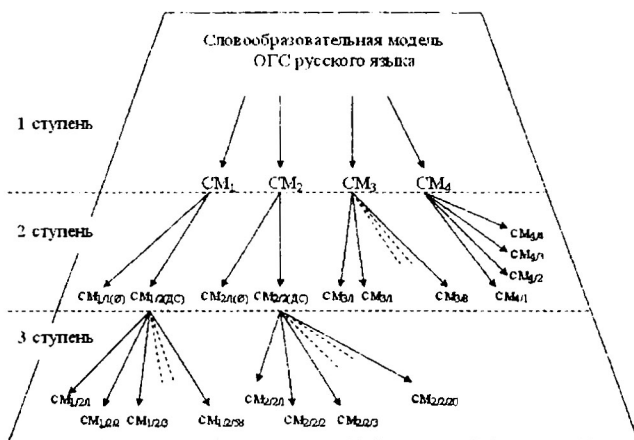 Словообразовательная модель
ОГС русского языка
1 ступень
СМ₁ СМ₂ СМ₃ СМ₄
2 ступень
СМ₄/₄
СМ₄/₃
СМ₄/₂
СМ₁/₁(Ø) СМ₁/₂(ДС) СМ₂/₁(Ø) СМ₂/₂(ДС) СМ₃/₁ СМ₃/₁ СМ₃/₈ СМ₄/₁
3 ступень
СМ₁/₂/₁ СМ₂/₂/₁ СМ₂/₂/₂₀
СМ₁/₂/₂ СМ₁/₂/₃ СМ₁/₂/₅₈ СМ₂/₂/₂ СМ₂/₂/₃